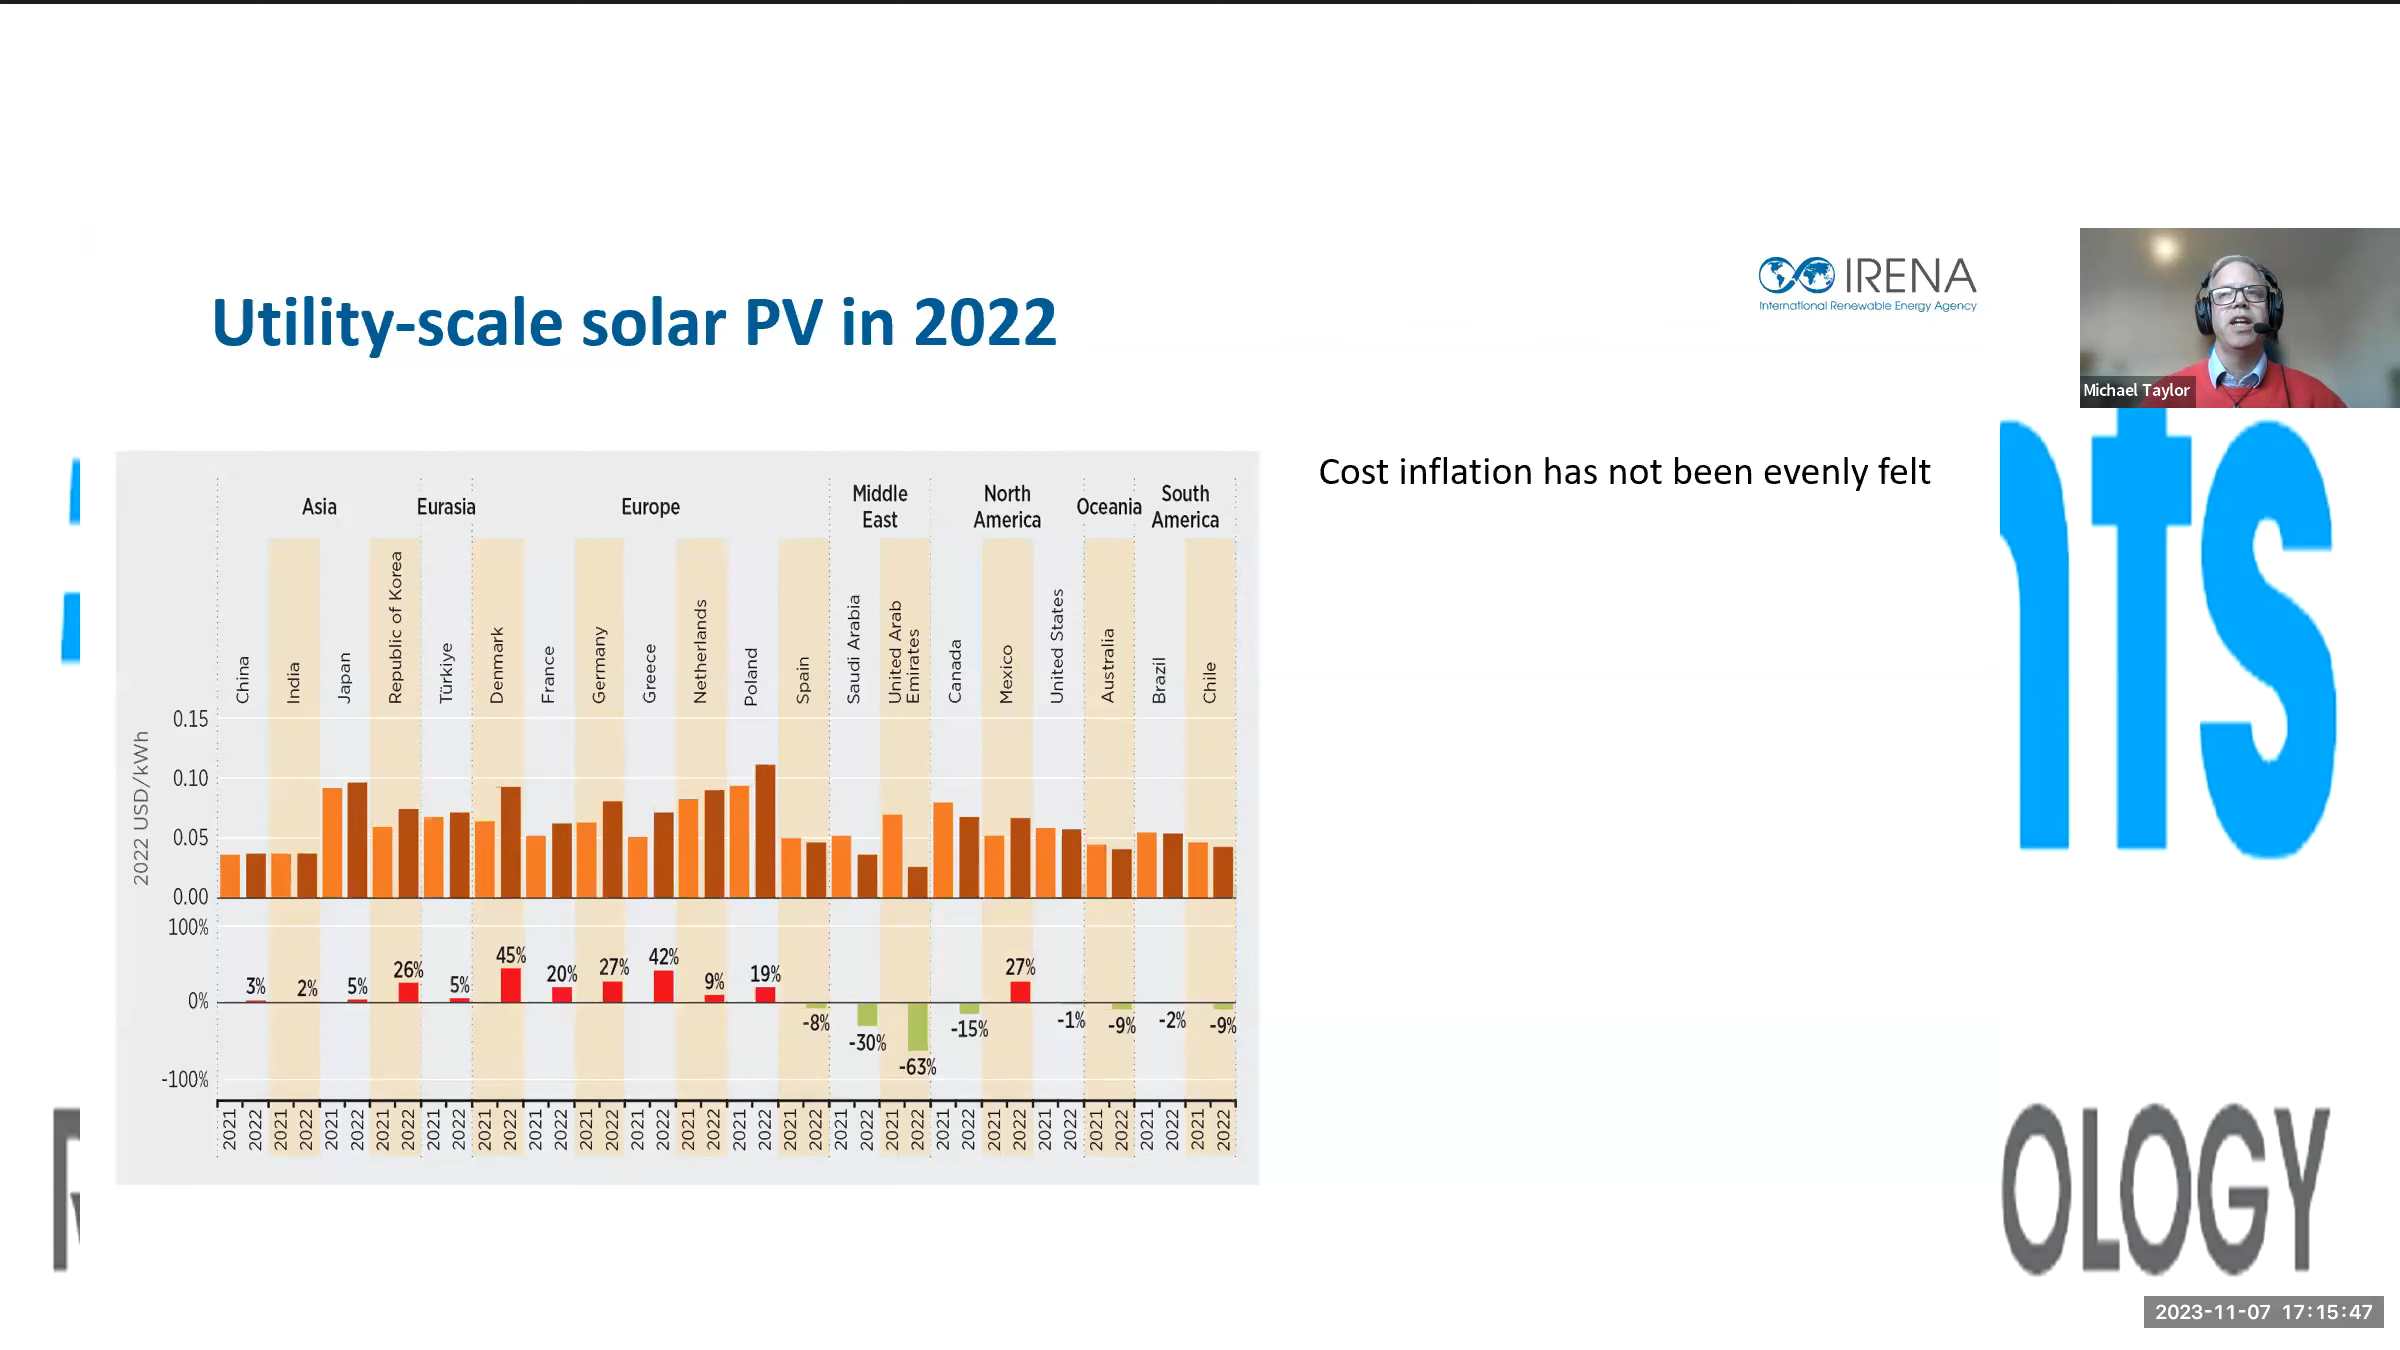 Utility-scale solar PV in 2022
IRENA
International Renewable Energy Agency
Michael Taylor
Cost inflation has not been evenly felt
Asia
Eurasia
Europe
Middle
East
North
America
Oceania
South
America
China
India
Japan
Republic of Korea
Türkiye
Denmark
France
Germany
Greece
Netherlands
Poland
Spain
Saudi Arabia
United Arab
Emirates
Canada
Mexico
United States
Australia
Brazil
Chile
2022 USD/kWh
0.15
0.10
0.05
0.00
100%
0%
-100%
3% 2% 5% 26% 5% 45% 20% 27% 42% 9% 19% -8% -30% -63% -15% 27% -1% -9% -2% -9%
2021 2022 2021 2022 2021 2022 2021 2022 2021 2022 2021 2022 2021 2022 2021 2022 2021 2022 2021 2022 2021 2022 2021 2022 2021 2022 2021 2022 2021 2022 2021 2022 2021 2022 2021 2022 2021 2022 2021 2022
nts
OLOGY
2023-11-07 17:15:47